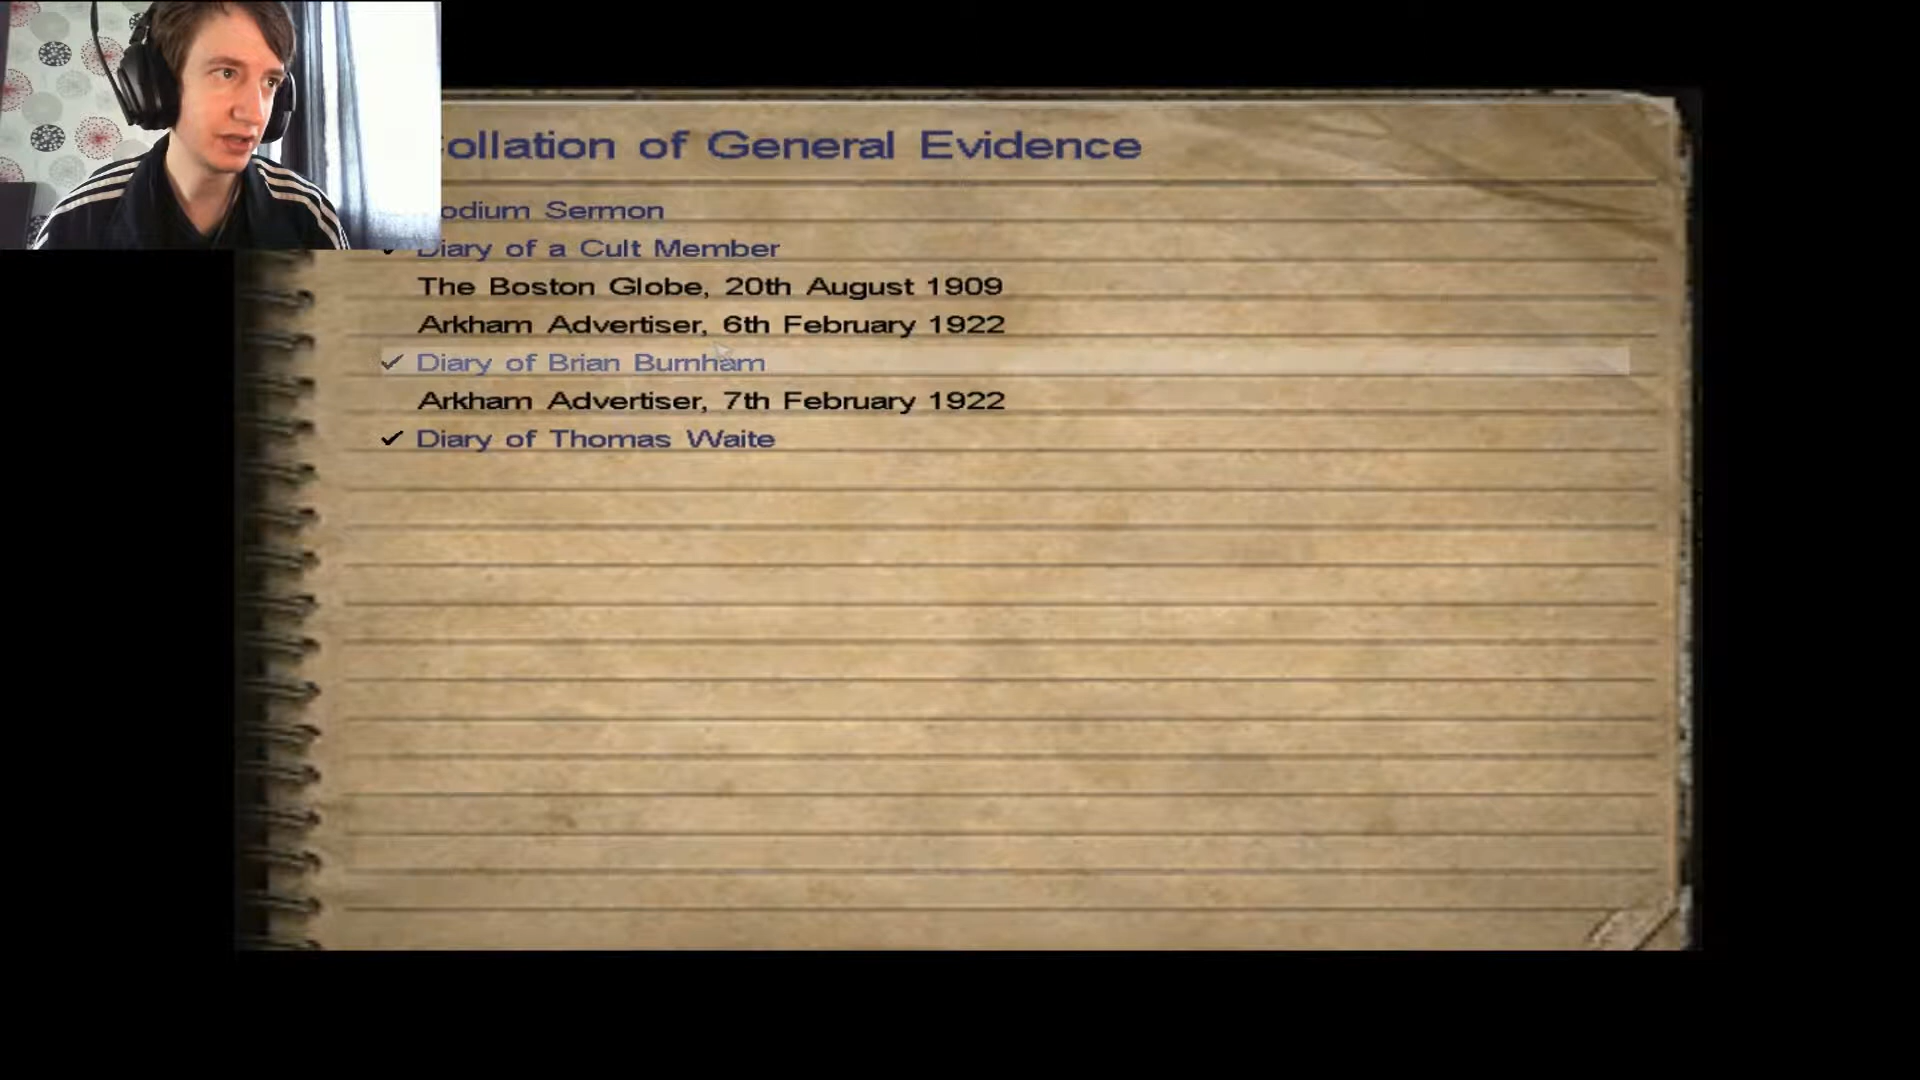 ollation of General Evidence
odium Sermon
Diary of a Cult Member
The Boston Globe, 20th August 1909
Arkham Advertiser, 6th February 1922
Diary of Brian Burnham
Arkham Advertiser, 7th February 1922
Diary of Thomas Waite